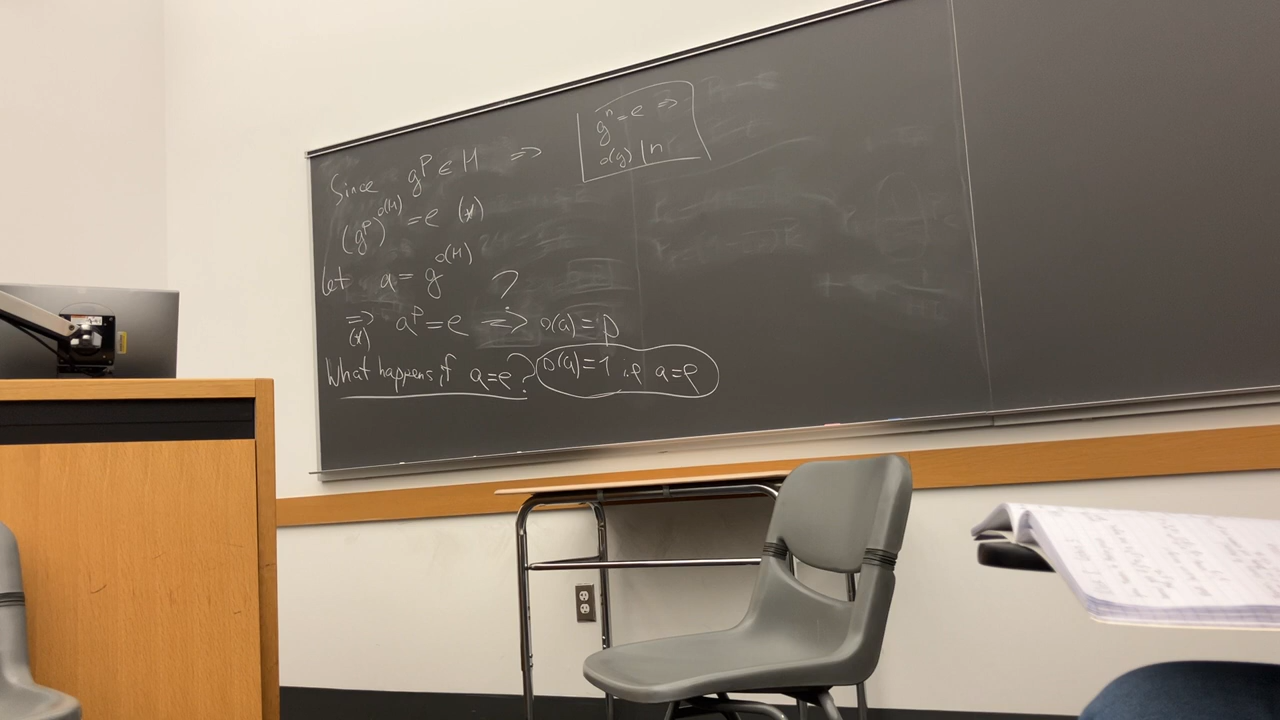 Since g^p ∈ H ⇒
g^n = e ⇒
o(g) | n
(g^p)^o(H) = e (*)
Let a = g^o(H)
?
⇒ a^p = e ⇒ o(a) = p
(*)
What happens if a=e? o(a)=1 i.e a=e